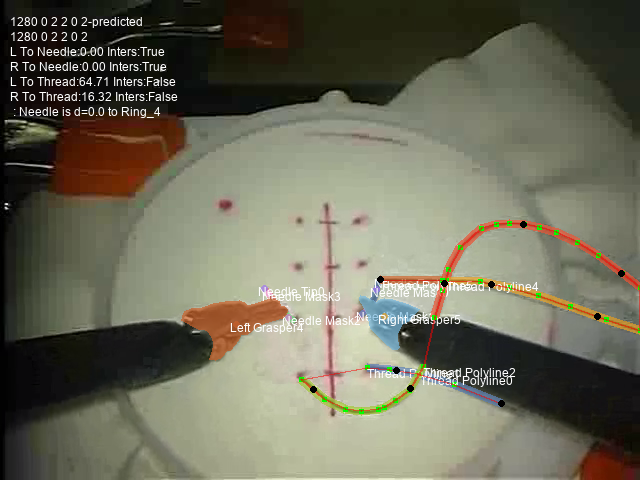 1280 0 2 2 0 2-predicted
1280 0 2 2 0 2
L To Needle:0.00 Inters:True
R To Needle:0.00 Inters:True
L To Thread:64.71 Inters:False
R To Thread:16.32 Inters:False
: Needle is d=0.0 to Ring_4
Needle Tip0
Needle Mask3
Thread Polyline4
Needle Mask2
Right Grasper5
Left Grasper4
Thread Polyline2
Thread Polyline0